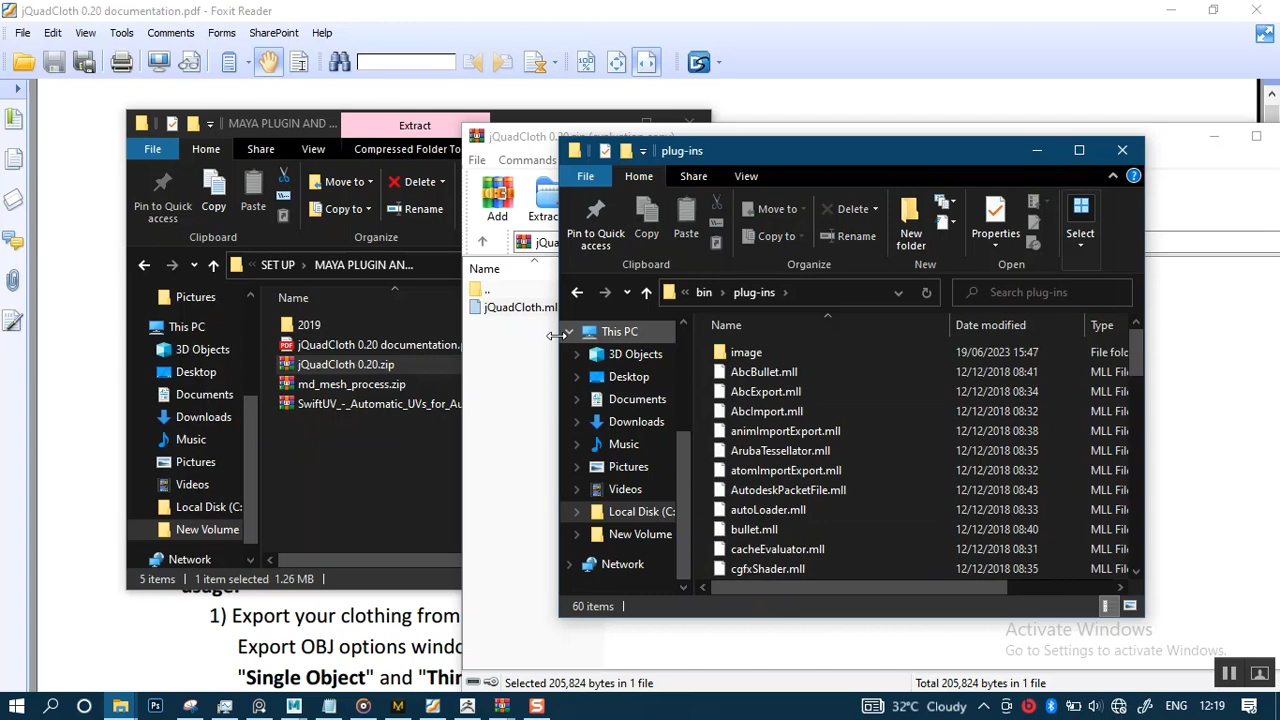 jQuadCloth 0.20 documentation.pdf - Foxit Reader
File Edit View Tools Comments Forms SharePoint Help
MAYA PLUGIN AND ...
Extract
File Home Share View Compressed Folder To
Pin to Quick access
Copy
Paste
Move to
Copy to
Delete
Rename
Clipboard
Organize
SET UP
MAYA PLUGIN AN...
Pictures
This PC
3D Objects
Desktop
Documents
Downloads
Music
Pictures
Videos
Local Disk (C:
New Volume
Network
Name
2019
jQuadCloth 0.20 documentation.
jQuadCloth 0.20.zip
md_mesh_process.zip
SwiftUV_-_Automatic_UVs_for_Au
5 items
1 item selected 1.26 MB
jQuadCloth 0.20.zip (evaluation copy)
File Commands
Add
Extrac
jQua
Name
..
jQuadCloth.ml
Selected 205,824 bytes in 1 file
Total 205,824 bytes in 1 file
plug-ins
File Home Share View
Pin to Quick access
Copy
Paste
Move to
Copy to
Delete
Rename
New folder
Properties
Select
Clipboard
Organize
New
Open
bin
plug-ins
Search plug-ins
This PC
3D Objects
Desktop
Documents
Downloads
Music
Pictures
Videos
Local Disk (C:
New Volume
Network
Name Date modified Type
image 19/06/2023 15:47 File folc
AbcBullet.mll 12/12/2018 08:41 MLL File
AbcExport.mll 12/12/2018 08:34 MLL File
AbcImport.mll 12/12/2018 08:32 MLL File
animImportExport.mll 12/12/2018 08:38 MLL File
ArubaTessellator.mll 12/12/2018 08:35 MLL File
atomImportExport.mll 12/12/2018 08:32 MLL File
AutodeskPacketFile.mll 12/12/2018 08:43 MLL File
autoLoader.mll 12/12/2018 08:33 MLL File
bullet.mll 12/12/2018 08:40 MLL File
cacheEvaluator.mll 12/12/2018 08:31 MLL File
cgfxShader.mll 12/12/2018 08:35 MLL File
60 items
1) Export your clothing from
Export OBJ options windo
"Single Object" and "Thin
Activate Windows
Go to Settings to activate Windows.
32°C Cloudy
ENG
12:19